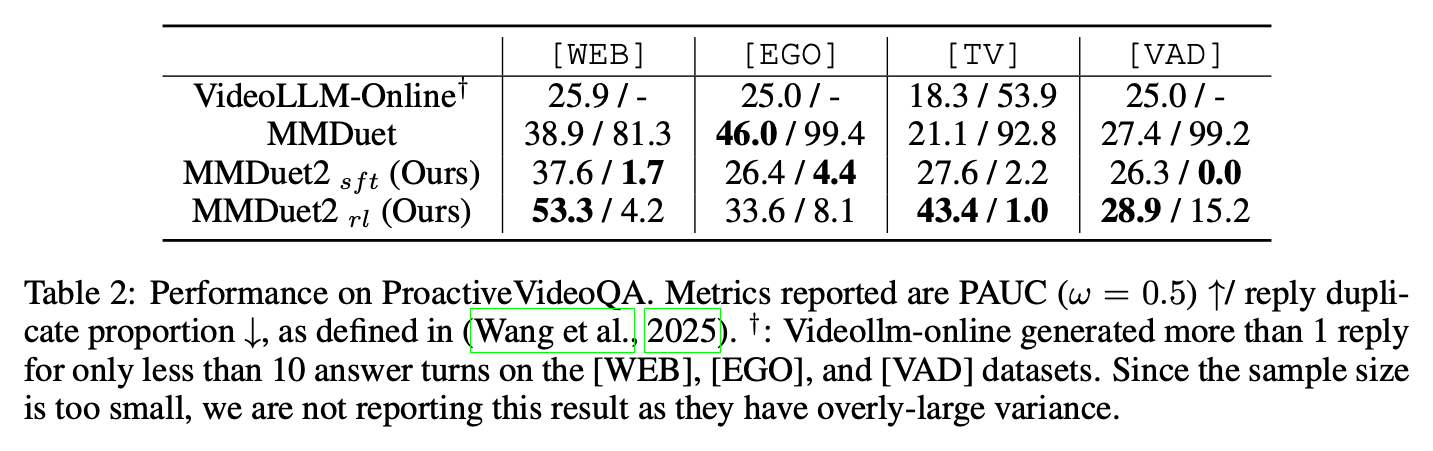 [WEB] [EGO] [TV] [VAD]
VideoLLM-Online† 25.9 / - 25.0 / - 18.3 / 53.9 25.0 / -
MMDuet 38.9 / 81.3 46.0 / 99.4 21.1 / 92.8 27.4 / 99.2
MMDuet2 sft (Ours) 37.6 / 1.7 26.4 / 4.4 27.6 / 2.2 26.3 / 0.0
MMDuet2 rl (Ours) 53.3 / 4.2 33.6 / 8.1 43.4 / 1.0 28.9 / 15.2
Table 2: Performance on ProactiveVideoQA. Metrics reported are PAUC (ω = 0.5) ↑/ reply dupli-
cate proportion ↓, as defined in (Wang et al., 2025). †: Videollm-online generated more than 1 reply
for only less than 10 answer turns on the [WEB], [EGO], and [VAD] datasets. Since the sample size
is too small, we are not reporting this result as they have overly-large variance.